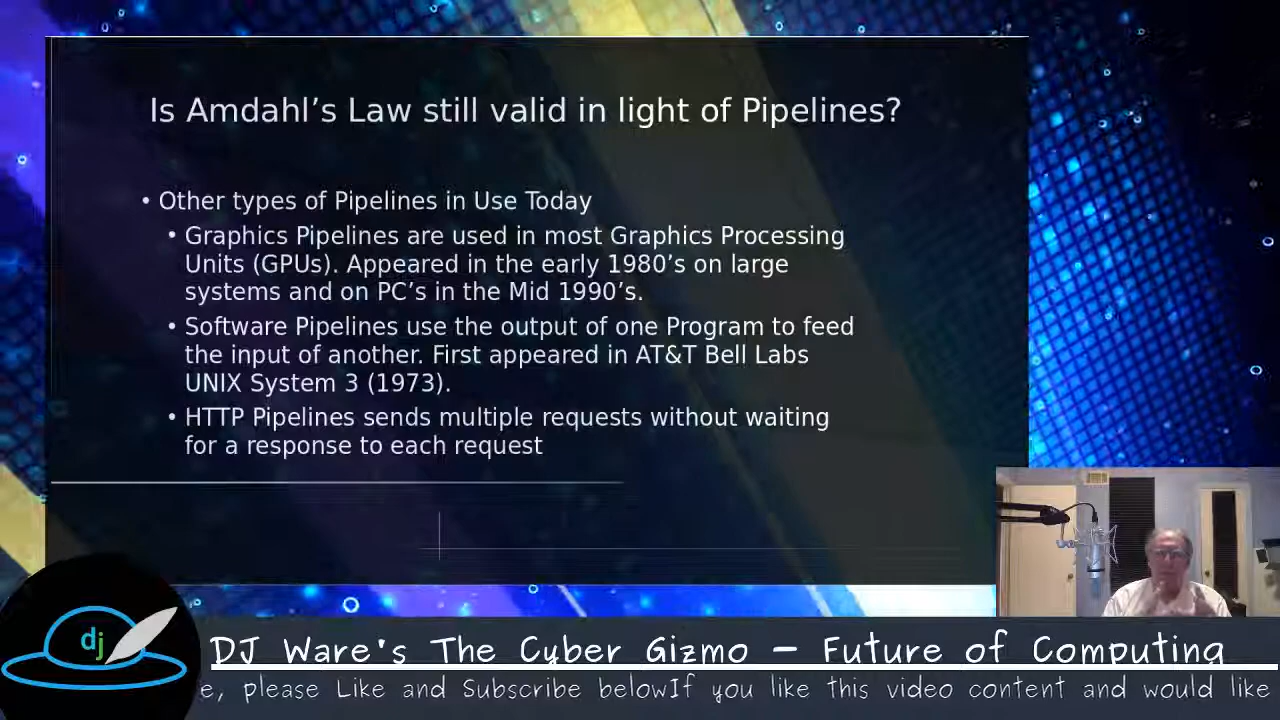 Is Amdahl’s Law still valid in light of Pipelines?
• Other types of Pipelines in Use Today
• Graphics Pipelines are used in most Graphics Processing
Units (GPUs). Appeared in the early 1980’s on large
systems and on PC’s in the Mid 1990’s.
• Software Pipelines use the output of one Program to feed
the input of another. First appeared in AT&T Bell Labs
UNIX System 3 (1973).
• HTTP Pipelines sends multiple requests without waiting
for a response to each request
dj
DJ Ware's The Cyber Gizmo – Future of Computing
e, please Like and Subscribe belowIf you like this video content and would like